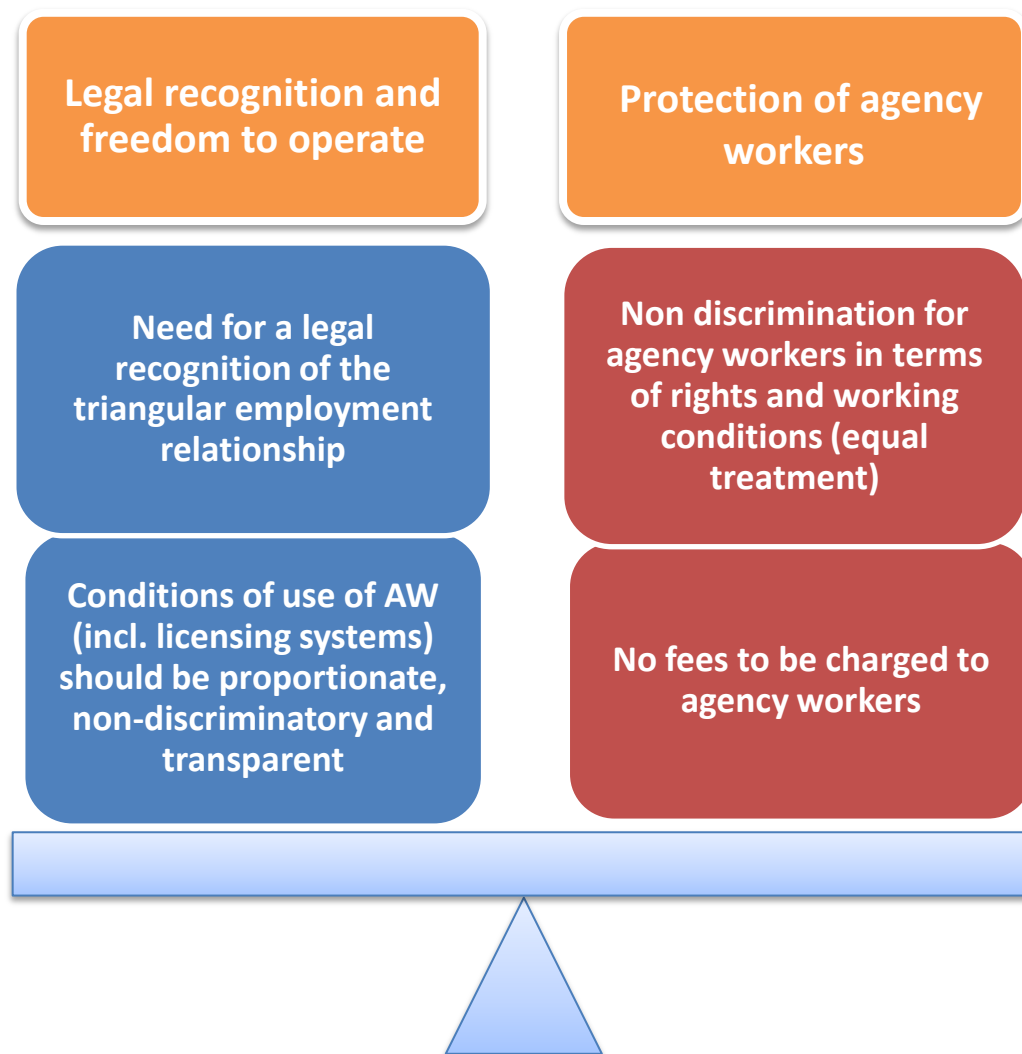 Legal recognition and
freedom to operate
Need for a legal
recognition of the
triangular employment
relationship
Conditions of use of AW
(incl. licensing systems)
should be proportionate,
non-discriminatory and
transparent
Protection of agency
workers
Non discrimination for
agency workers in terms
of rights and working
conditions (equal
treatment)
No fees to be charged to
agency workers